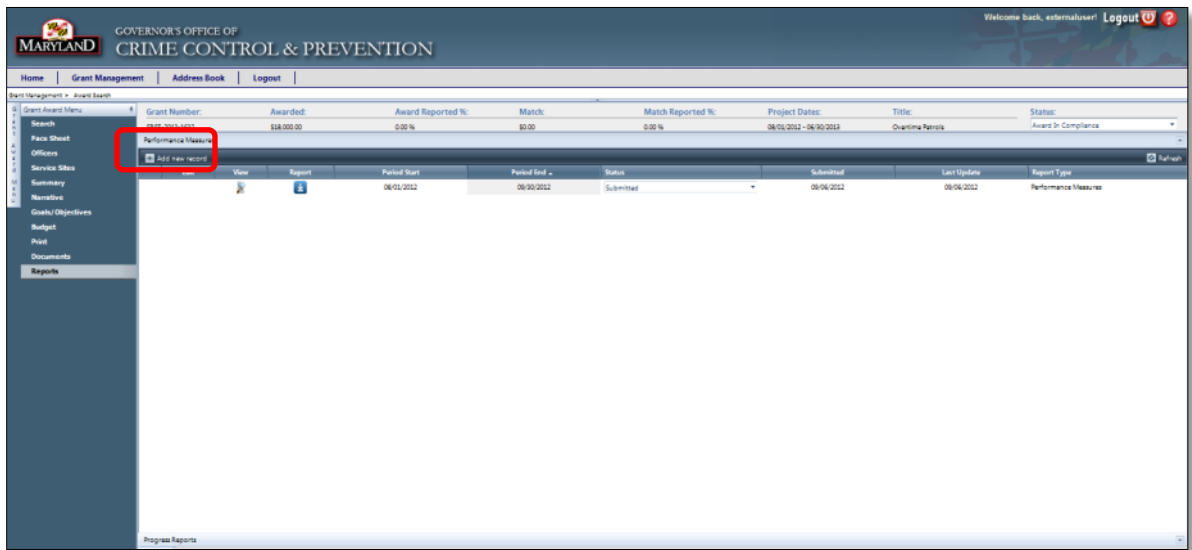 Welcome back, externaluser! Logout
MARYLAND
GOVERNOR'S OFFICE OF
CRIME CONTROL & PREVENTION
Home | Grant Management | Address Book | Logout |
Grant Management > Award Search
Grant Award Menu
Search
Face Sheet
Officers
Service Sites
Summary
Narrative
Goals/Objectives
Budget
Print
Documents
Reports
Grant Number: Awarded: Award Reported %: Match: Match Reported %: Project Dates: Title: Status:
$18,000.00 0.00 % $0.00 0.00 % 08/01/2012 - 06/30/2013 Overtime Patrols Award In Compliance
Performance Measures
Add new record Refresh
Edit View Report Period Start Period End Status Submitted Last Update Report Type
08/01/2012 09/30/2012 Submitted 09/06/2012 09/06/2012 Performance Measures
Progress Reports